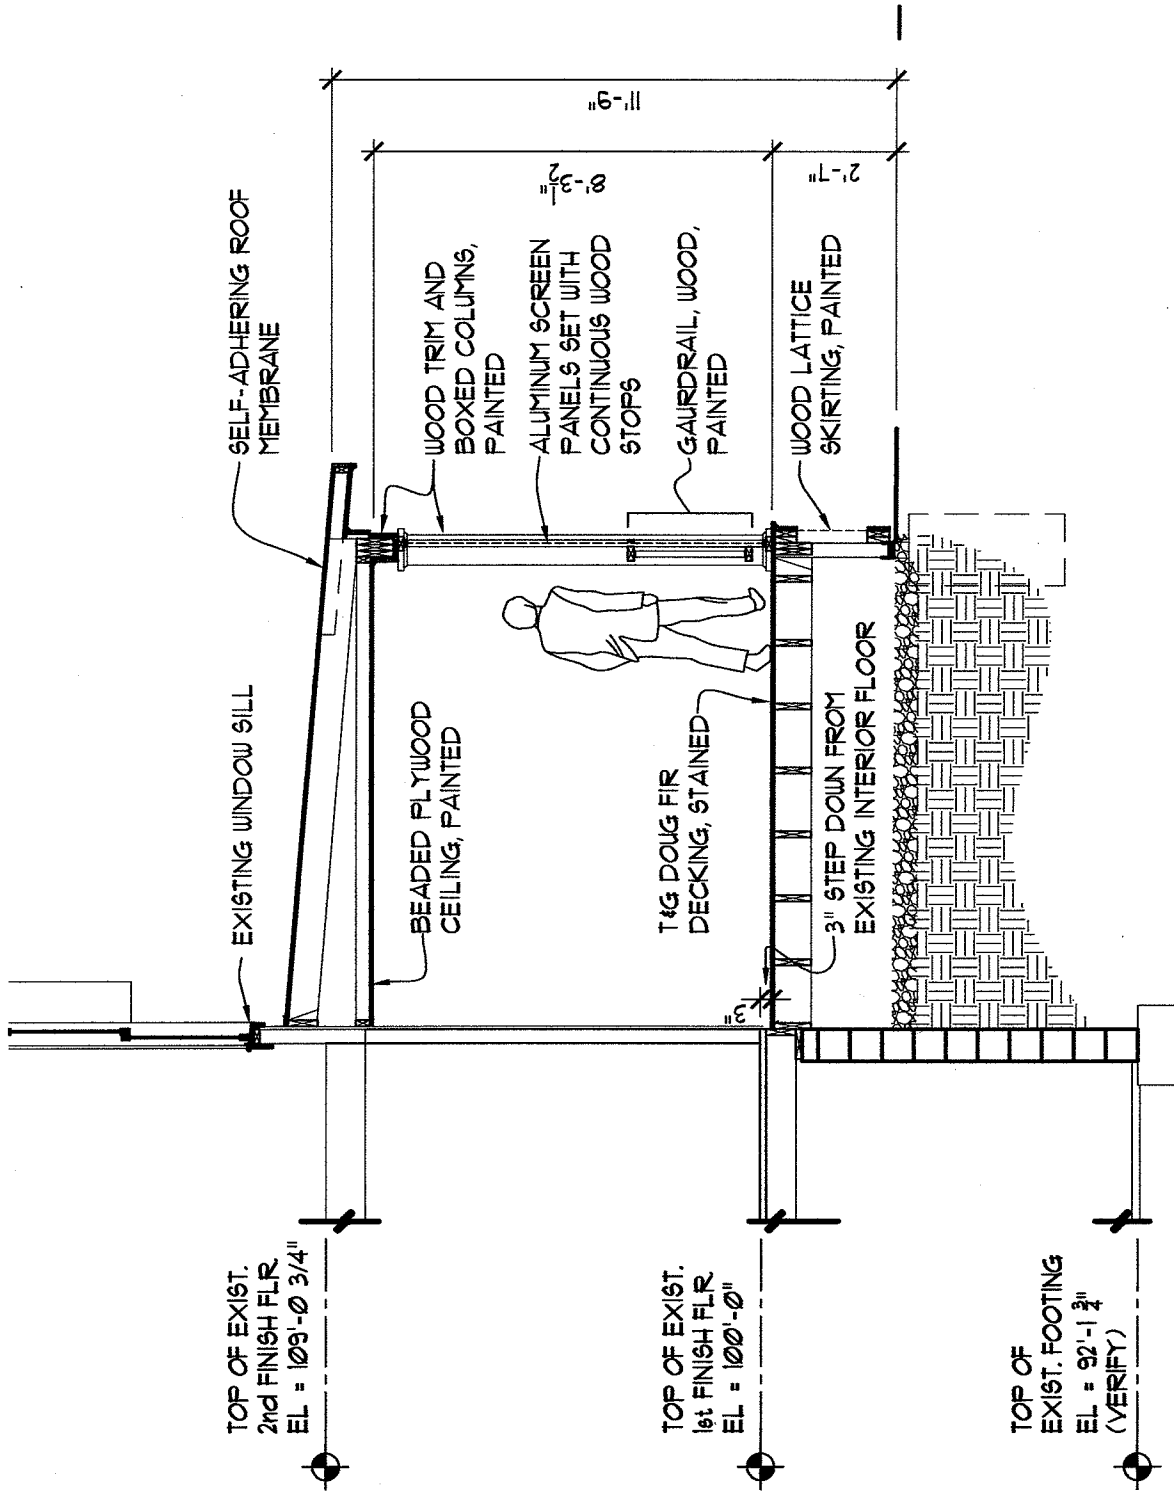 SELF-ADHERING ROOF
MEMBRANE
EXISTING WINDOW SILL
WOOD TRIM AND
BOXED COLUMNS,
PAINTED
BEADED PLYWOOD
CEILING, PAINTED
ALUMINUM SCREEN
PANELS SET WITH
CONTINUOUS WOOD
STOPS
GAURDRAIL, WOOD,
PAINTED
T&G DOUG FIR
DECKING, STAINED
WOOD LATTICE
SKIRTING, PAINTED
3" STEP DOWN FROM
EXISTING INTERIOR FLOOR
3"
11'-9"
8'-3 1/2"
2'-7"
TOP OF EXIST.
2nd FINISH FLR
EL = 109'-0 3/4"
TOP OF EXIST.
1st FINISH FLR
EL = 100'-0"
TOP OF
EXIST. FOOTING
EL = 92'-1 3/4"
(VERIFY)